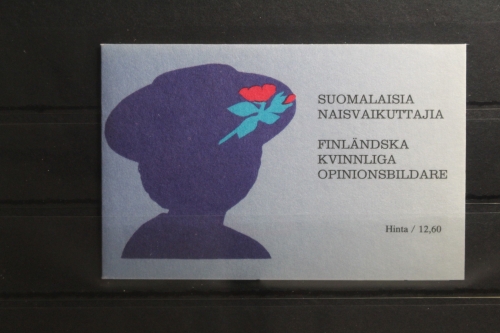 SUOMALAISIA
NAISVAIKUTTAJIA
FINLÄNDSKA
KVINNLIGA
OPINIONSBILDARE
Hinta / 12,60